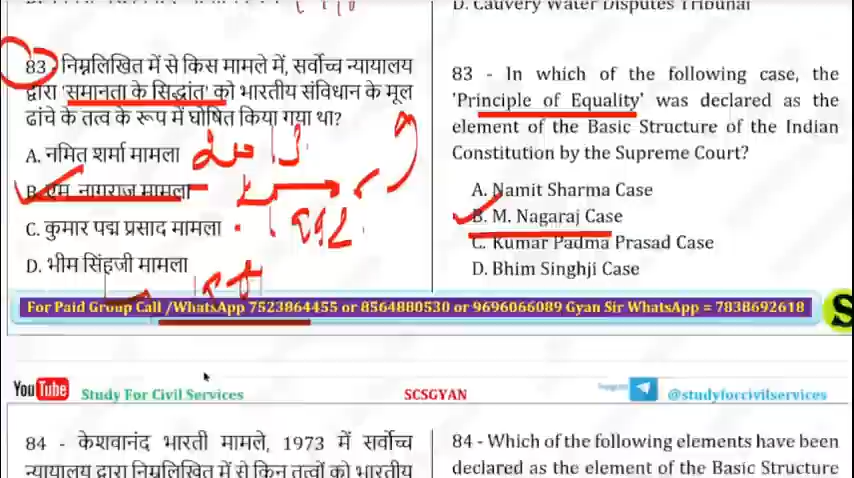 D. Cauvery Water Disputes Tribunal
83 - निम्नलिखित में से किस मामले में, सर्वोच्च न्यायालय
द्वारा 'समानता के सिद्धांत' को भारतीय संविधान के मूल
ढांचे के तत्व के रूप में घोषित किया गया था?
A. नमित शर्मा मामला
B. एम. नागराज मामला
C. कुमार पद्म प्रसाद मामला
D. भीम सिंहजी मामला
83 - In which of the following case, the
'Principle of Equality' was declared as the
element of the Basic Structure of the Indian
Constitution by the Supreme Court?
A. Namit Sharma Case
B. M. Nagaraj Case
C. Kumar Padma Prasad Case
D. Bhim Singhji Case
For Paid Group Call /WhatsApp 7523864455 or 8564880530 or 9696066089 Gyan Sir WhatsApp = 7838692618
S
YouTube Study For Civil Services SCSGYAN @studyforcivilservices
84 - केशवानंद भारती मामले, 1973 में सर्वोच्च
न्यायालय द्वारा निम्नलिखित में से किन तत्वों को भारतीय
84 - Which of the following elements have been
declared as the element of the Basic Structure